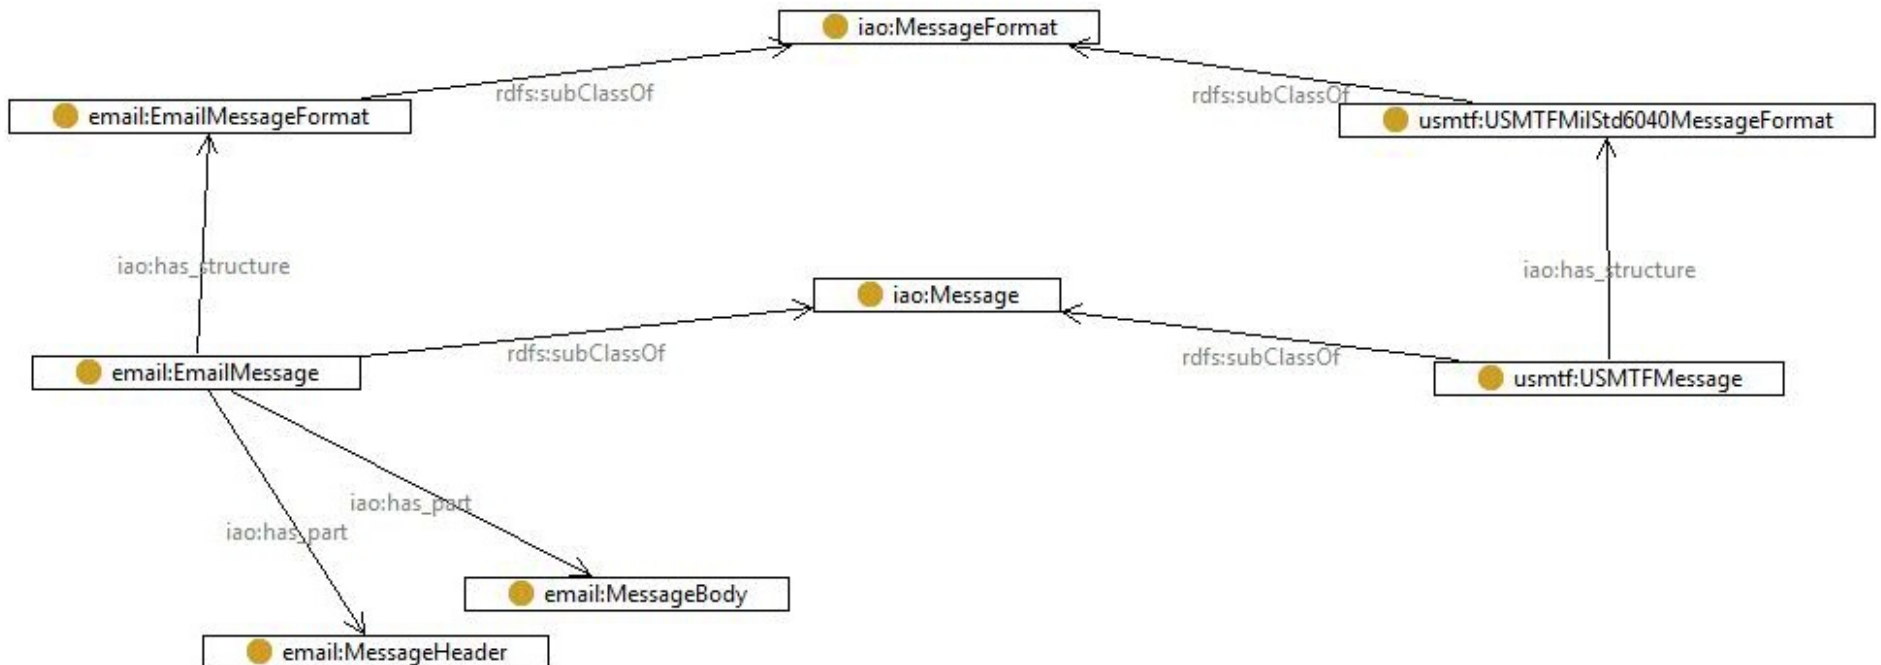 iao:MessageFormat
rdfs:subClassOf
rdfs:subClassOf
email:EmailMessageFormat
usmtf:USMTFMilStd6040MessageFormat
iao:has_structure
iao:has_structure
iao:Message
rdfs:subClassOf
rdfs:subClassOf
email:EmailMessage
usmtf:USMTFMessage
iao:has_part
iao:has_part
email:MessageBody
email:MessageHeader